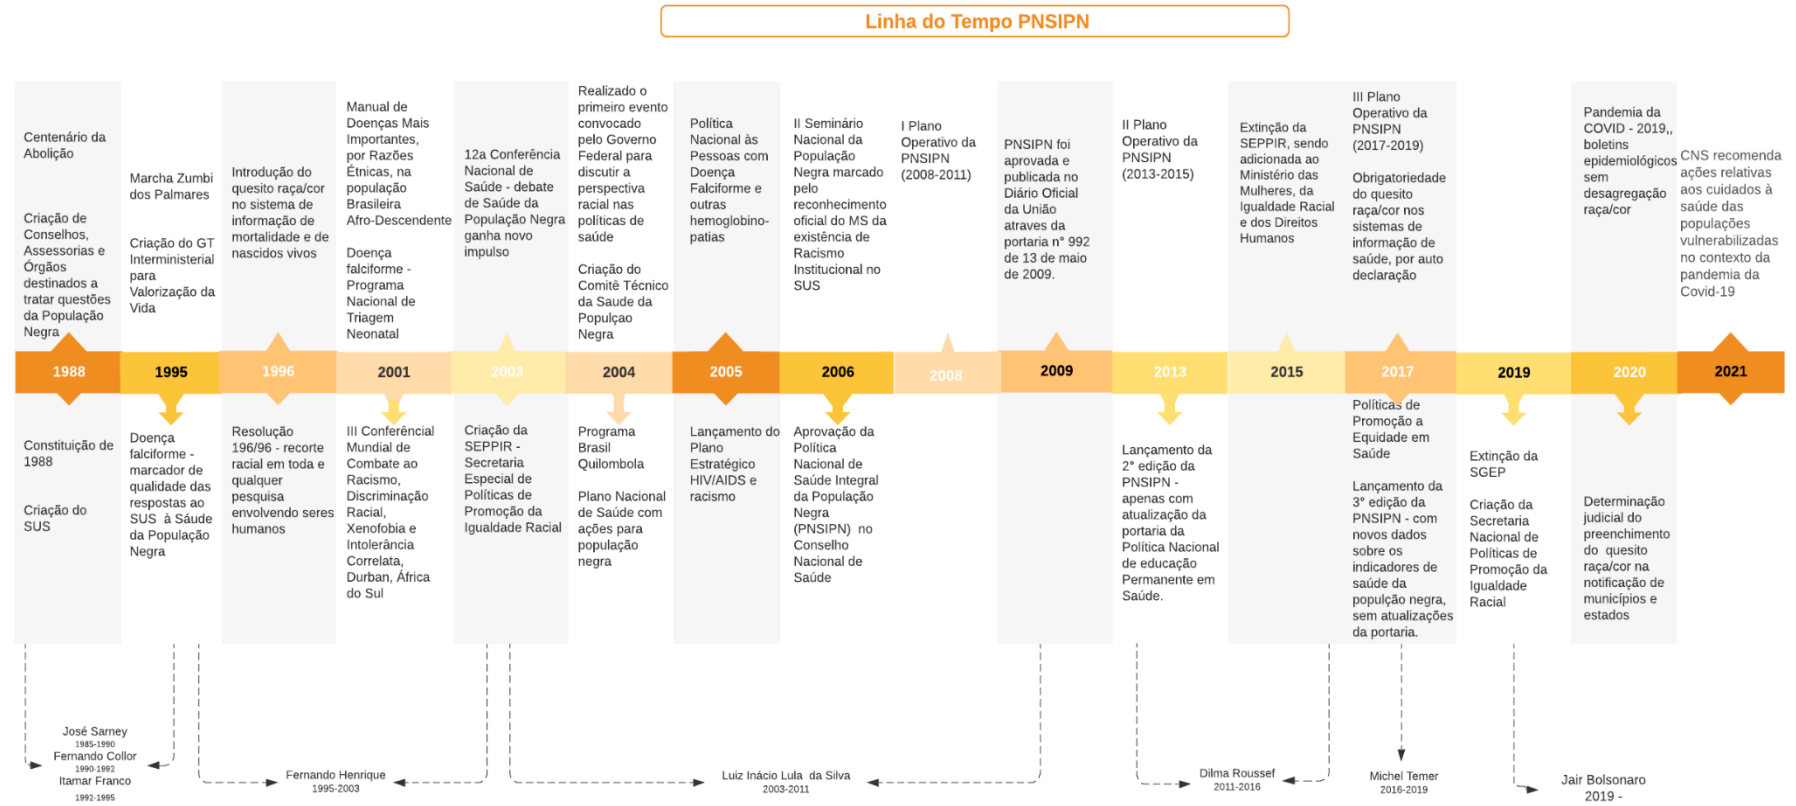 Linha do Tempo PNSIPN
Centenário da
Abolição
Criação de
Conselhos,
Assessorias e
Órgãos
destinados a
tratar questões
da População
Negra
Marcha Zumbi
dos Palmares
Criação do GT
Interministerial
para
Valorização da
Vida
Introdução do
quesito raça/cor
no sistema de
informação de
mortalidade e de
nascidos vivos
Manual de
Doenças Mais
Importantes,
por Razões
Étnicas, na
população
Brasileira
Afro-Descendente
Doença
falciforme -
Programa
Nacional de
Triagem
Neonatal
12a Conferência
Nacional de
Saúde - debate
de Saúde da
População Negra
ganha novo
impulso
Realizado o
primeiro evento
convocado
pelo Governo
Federal para
discutir a
perspectiva
racial nas
políticas de
saúde
Criação do
Comitê Técnico
da Saude da
Populçao
Negra
Política
Nacional às
Pessoas com
Doença
Falciforme e
outras
hemoglobino-
patias
II Seminário
Nacional da
População
Negra marcado
pelo
reconhecimento
oficial do MS da
existência de
Racismo
Institucional no
SUS
I Plano
Operativo da
PNSIPN
(2008-2011)
PNSIPN foi
aprovada e
publicada no
Diário Oficial
da União
atraves da
portaria n° 992
de 13 de maio
de 2009.
II Plano
Operativo da
PNSIPN
(2013-2015)
Extinção da
SEPPIR, sendo
adicionada ao
Ministério das
Mulheres, da
Igualdade Racial
e dos Direitos
Humanos
III Plano
Operativo da
PNSIPN
(2017-2019)
Obrigatoriedade
do quesito
raça/cor nos
sistemas de
informação de
saúde, por auto
declaração
Pandemia da
COVID - 2019,,
boletins
epidemiológicos
sem
desagregação
raça/cor
CNS recomenda
ações relativas
aos cuidados à
saúde das
populações
vulnerabilizadas
no contexto da
pandemia da
Covid-19
1988
1995
1996
2001
2003
2004
2005
2006
2008
2009
2013
2015
2017
2019
2020
2021
Constituição de
1988
Criação do
SUS
Doença
falciforme -
marcador de
qualidade das
respostas ao
SUS à Sáude
da População
Negra
Resolução
196/96 - recorte
racial em toda e
qualquer
pesquisa
envolvendo seres
humanos
III Conferêncial
Mundial de
Combate ao
Racismo,
Discriminação
Racial,
Xenofobia e
Intolerância
Correlata,
Durban, África
do Sul
Criação da
SEPPIR -
Secretaria
Especial de
Políticas de
Promoção da
Igualdade Racial
Programa
Brasil
Quilombola
Plano Nacional
de Saúde com
ações para
população
negra
Lançamento do
Plano
Estratégico
HIV/AIDS e
racismo
Aprovação da
Política
Nacional de
Saúde Integral
da População
Negra
(PNSIPN) no
Conselho
Nacional de
Saúde
Lançamento da
2° edição da
PNSIPN -
apenas com
atualização da
portaria da
Política Nacional
de educação
Permanente em
Saúde.
Políticas de
Promoção a
Equidade em
Saúde
Lançamento da
3° edição da
PNSIPN - com
novos dados
sobre os
indicadores de
saúde da
populção negra,
sem atualizações
da portaria.
Extinção da
SGEP
Criação da
Secretaria
Nacional de
Políticas de
Promoção da
Igualdade
Racial
Determinação
judicial do
preenchimento
do quesito
raça/cor na
notificação de
municípios e
estados
José Sarney
1985-1990
Fernando Collor
1990-1992
Itamar Franco
1992-1995
Fernando Henrique
1995-2003
Luiz Inácio Lula da Silva
2003-2011
Dilma Roussef
2011-2016
Michel Temer
2016-2019
Jair Bolsonaro
2019 -